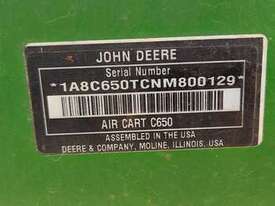 JOHN DEERE
Serial Number
*1A8C650TCNM800129*
AIR CART C650
ASSEMBLED IN THE USA
DEERE & COMPANY, MOLINE, ILLINOIS, USA